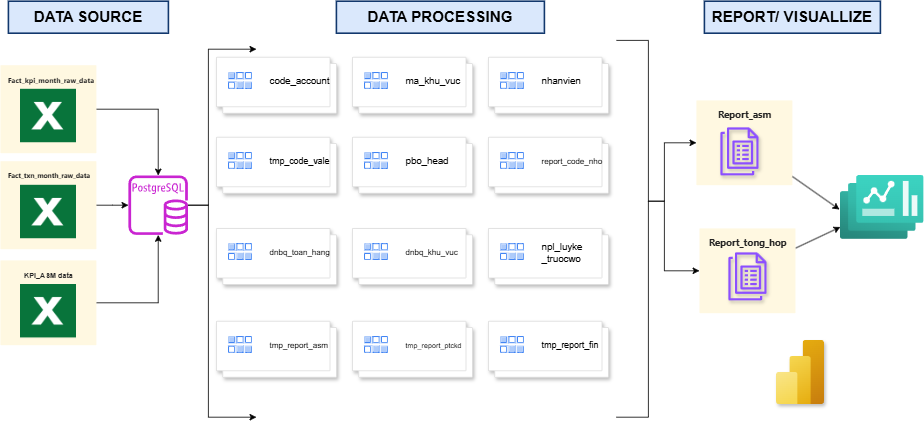 DATA SOURCE
DATA PROCESSING
REPORT/ VISUALLIZE
Fact_kpi_month_raw_data
Fact_txn_month_raw_data
KPI_ASM data
PostgreSQL
code_account
ma_khu_vuc
nhanvien
tmp_code_vale
pbo_head
report_code_nho
dnbq_toan_hang
dnbq_khu_vuc
npl_luyke
_truocwo
tmp_report_asm
tmp_report_ptckd
tmp_report_fin
Report_asm
Report_tong_hop